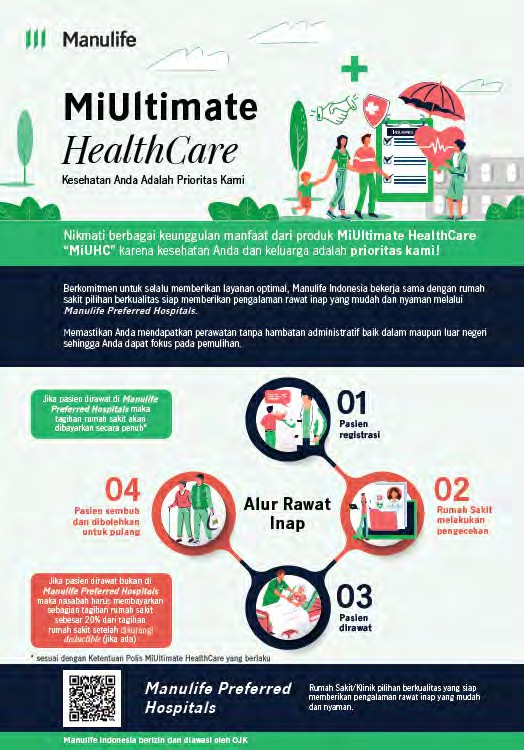 Manulife
MiUltimate
HealthCare
Kesehatan Anda Adalah Prioritas Kami
INSURANCE
Nikmati berbagai keunggulan manfaat dari produk MiUltimate HealthCare
“MiUHC” karena kesehatan Anda dan keluarga adalah prioritas kami!
Berkomitmen untuk selalu memberikan layanan optimal, Manulife Indonesia bekerja sama dengan rumah
sakit pilihan berkualitas siap memberikan pengalaman rawat inap yang mudah dan nyaman melalui
Manulife Preferred Hospitals.
Memastikan Anda mendapatkan perawatan tanpa hambatan administratif baik dalam maupun luar negeri
sehingga Anda dapat fokus pada pemulihan.
Jika pasien dirawat di Manulife
Preferred Hospitals maka
tagihan rumah sakit akan
dibayarkan secara penuh*
01
Pasien
registrasi
04
Pasien sembuh
dan dibolehkan
untuk pulang
Alur Rawat
Inap
02
Rumah Sakit
melakukan
pengecekan
Jika pasien dirawat bukan di
Manulife Preferred Hospitals
maka nasabah harus membayarkan
sebagian tagihan rumah sakit
sebesar 20% dari tagihan
rumah sakit setelah dikurangi
deductible (jika ada)
03
Pasien
dirawat
* sesuai dengan Ketentuan Polis MiUltimate HealthCare yang berlaku
Manulife Preferred
Hospitals
Rumah Sakit/Klinik pilihan berkualitas yang siap
memberikan pengalaman rawat inap yang mudah
dan nyaman.
Manulife Indonesia berizin dan diawasi oleh OJK